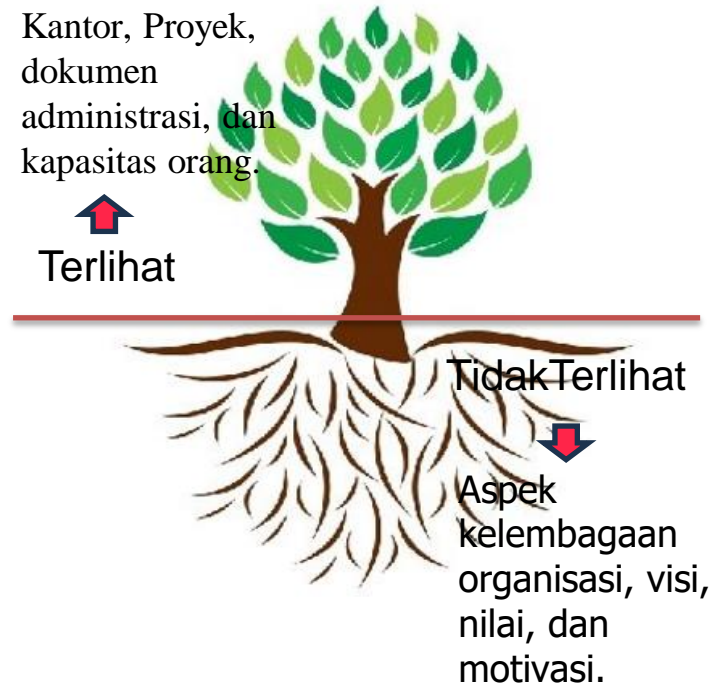 Kantor, Proyek,
dokumen
administrasi, dan
kapasitas orang.
Terlihat
TidakTerlihat
Aspek
kelembagaan
organisasi, visi,
nilai, dan
motivasi.